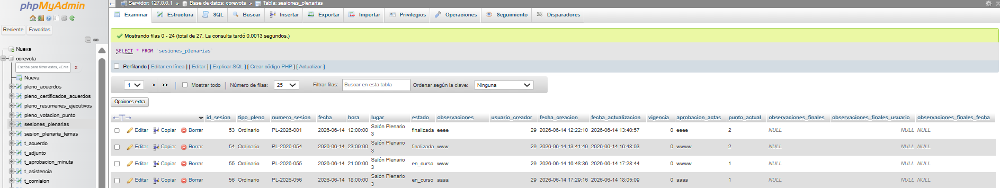 phpMyAdmin
Reciente Favoritas
Nueva
corevota
Escribe para filtrar estos, «Ente X
Nueva
pleno_acuerdos
pleno_certificados_acuerdos
pleno_resumenes_ejecutivos
pleno_votacion_punto
sesiones_plenarias
sesion_plenaria_temas
t_acuerdo
t_adjunto
t_aprobacion_minuta
t_asistencia
t_comision
Servidor: 127.0.0.1 » Base de datos: corevota » Tabla: sesiones_plenarias
Examinar Estructura SQL Buscar Insertar Exportar Importar Privilegios Operaciones Seguimiento Disparadores
Mostrando filas 0 - 24 (total de 27, La consulta tardó 0,0013 segundos.)
SELECT * FROM `sesiones_plenarias`
Perfilando [ Editar en línea ] [ Editar ] [ Explicar SQL ] [ Crear código PHP ] [ Actualizar ]
1 > >> Mostrar todo Número de filas: 25 Filtrar filas: Buscar en esta tabla Ordenar según la clave: Ninguna
Opciones extra
←T→ id_sesion tipo_pleno numero_sesion fecha hora lugar estado observaciones usuario_creador fecha_creacion fecha_actualizacion vigencia aprobacion_actas punto_actual observaciones_finales observaciones_finales_usuario observaciones_finales_fecha
Editar Copiar Borrar 53 Ordinario PL-2026-001 2026-06-14 12:00:00 Salón Plenario 3 finalizada eeee 29 2026-06-14 12:22:10 2026-06-14 13:40:57 0 eeee 2 NULL NULL NULL
Editar Copiar Borrar 54 Ordinario PL-2026-054 2026-06-14 23:00:00 Salón Plenario 3 finalizada www 29 2026-06-14 13:41:40 2026-06-14 16:48:03 0 wwww 2 NULL NULL NULL
Editar Copiar Borrar 55 Ordinario PL-2026-055 2026-06-14 21:00:00 Salón Plenario 3 en_curso www 29 2026-06-14 16:48:36 2026-06-14 17:28:44 0 wwww 1 NULL NULL NULL
Editar Copiar Borrar 56 Ordinario PL-2026-056 2026-06-14 18:00:00 Salón Plenario 3 en_curso aaaa 29 2026-06-14 17:29:16 2026-06-14 18:05:09 0 aaaa 1 NULL NULL NULL